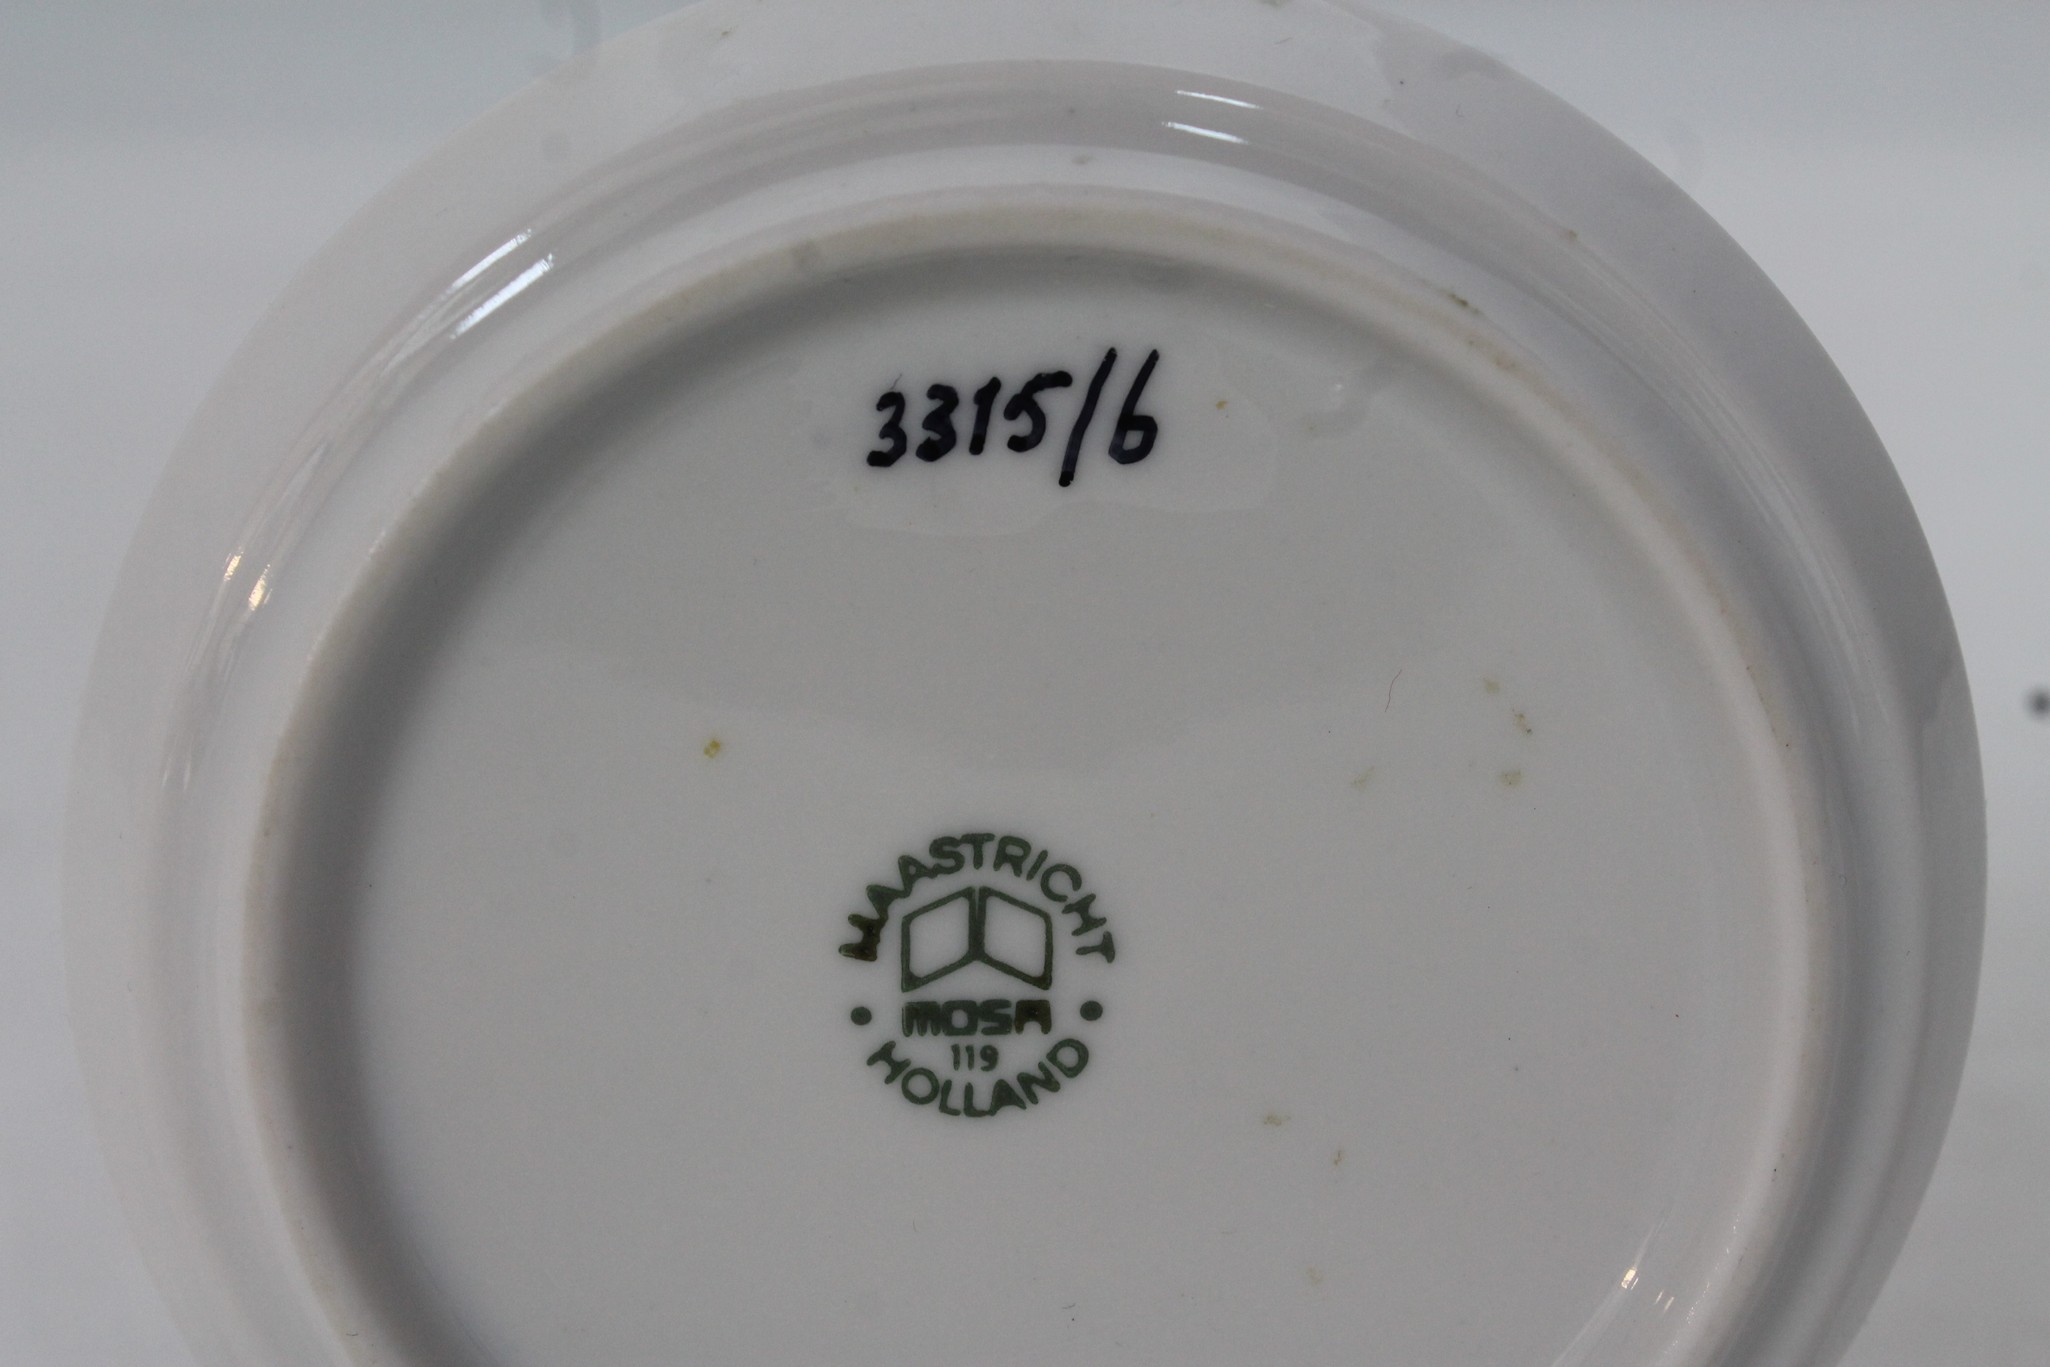 3315/6
MAASTRICHT
MOSA
119
HOLLAND